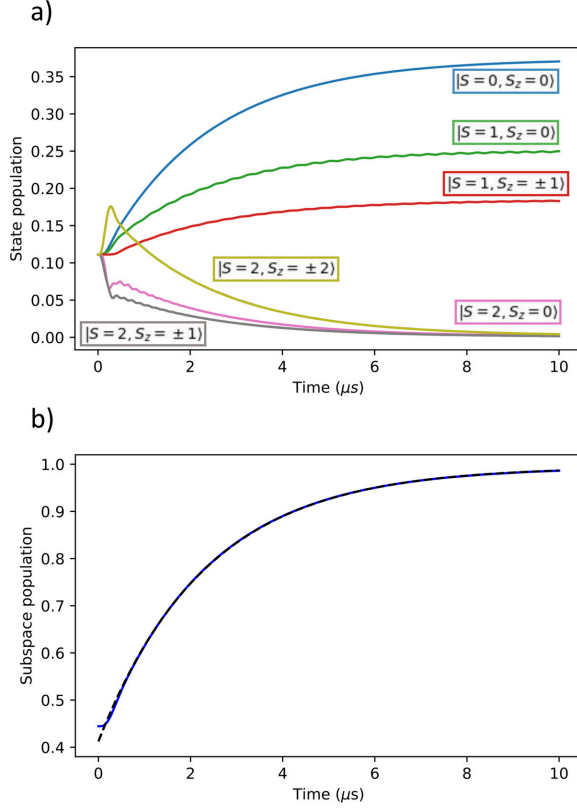 a)
0.35
0.30
0.25
0.20
0.15
0.10
0.05
0.00
State population
|S=0, S_z=0⟩
|S=1, S_z=0⟩
|S=1, S_z=±1⟩
|S=2, S_z=±2⟩
|S=2, S_z=0⟩
|S=2, S_z=±1⟩
0 2 4 6 8 10
Time (μs)
b)
1.0
0.9
0.8
0.7
0.6
0.5
0.4
Subspace population
0 2 4 6 8 10
Time (μs)